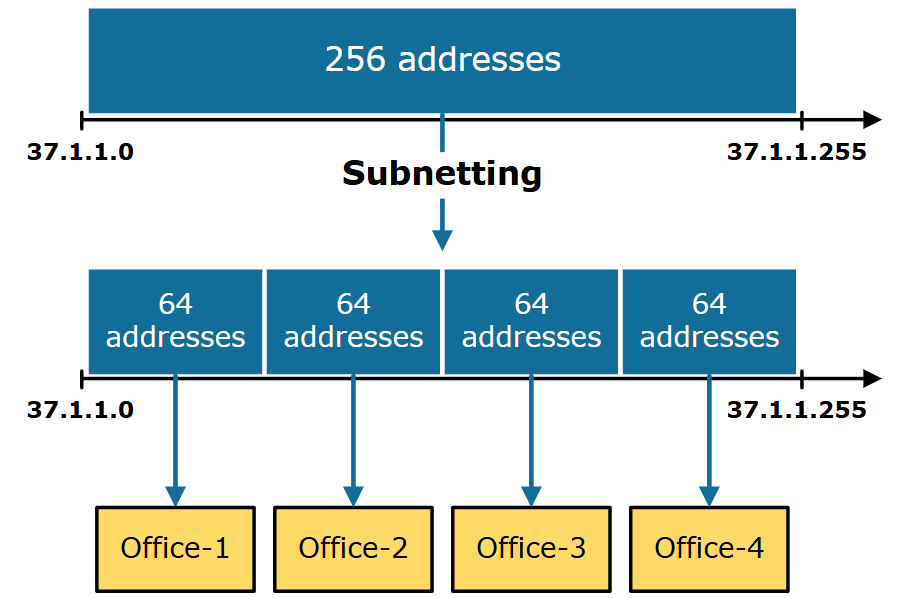 256 addresses
37.1.1.0
37.1.1.255
Subnetting
64
addresses
64
addresses
64
addresses
64
addresses
37.1.1.0
37.1.1.255
Office-1
Office-2
Office-3
Office-4